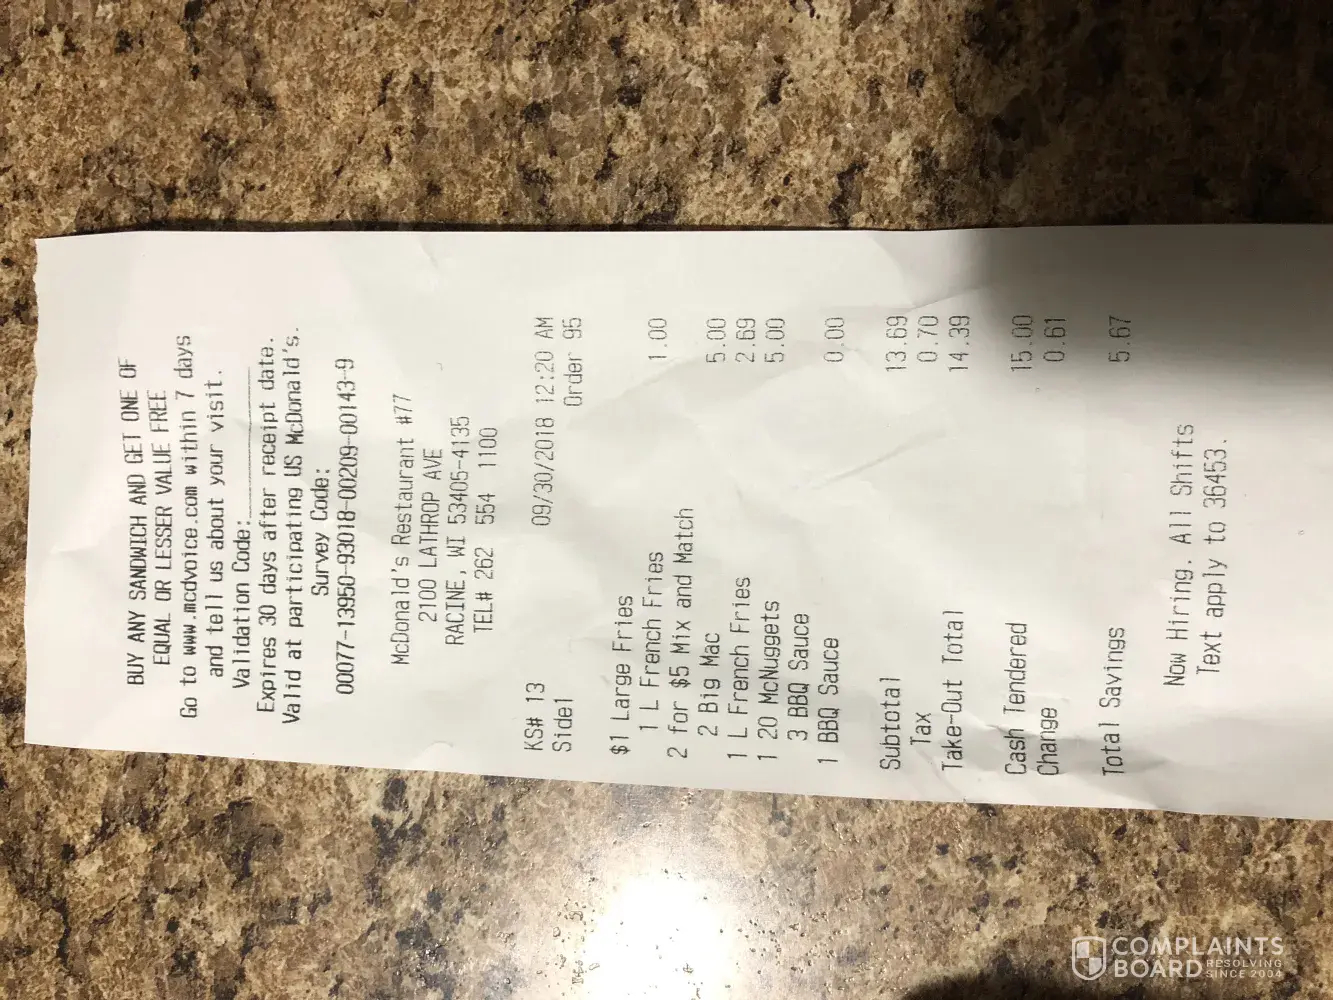 BUY ANY SANDWICH AND GET ONE OF
EQUAL OR LESSER VALUE FREE
Go to www.mcdvoice.com within 7 days
and tell us about your visit.
Validation Code:__________
Expires 30 days after receipt date.
Valid at participating US McDonald's.
Survey Code:
00077-13950-93018-00209-00143-9
McDonald's Restaurant #77
2100 LATHROP AVE
RACINE, WI 53405-4135
TEL# 262 554 1100
KS# 13 09/30/2018 12:20 AM
Side1 Order 95
$1 Large Fries
1 L French Fries 1.00
2 for $5 Mix and Match
2 Big Mac 5.00
1 L French Fries 2.69
1 20 McNuggets 5.00
3 BBQ Sauce
1 BBQ Sauce 0.00
Subtotal 13.69
Tax 0.70
Take-Out Total 14.39
Cash Tendered 15.00
Change 0.61
Total Savings 5.67
Now Hiring. All Shifts
Text apply to 36453.
COMPLAINTS
BOARD RESOLVING
SINCE 2004